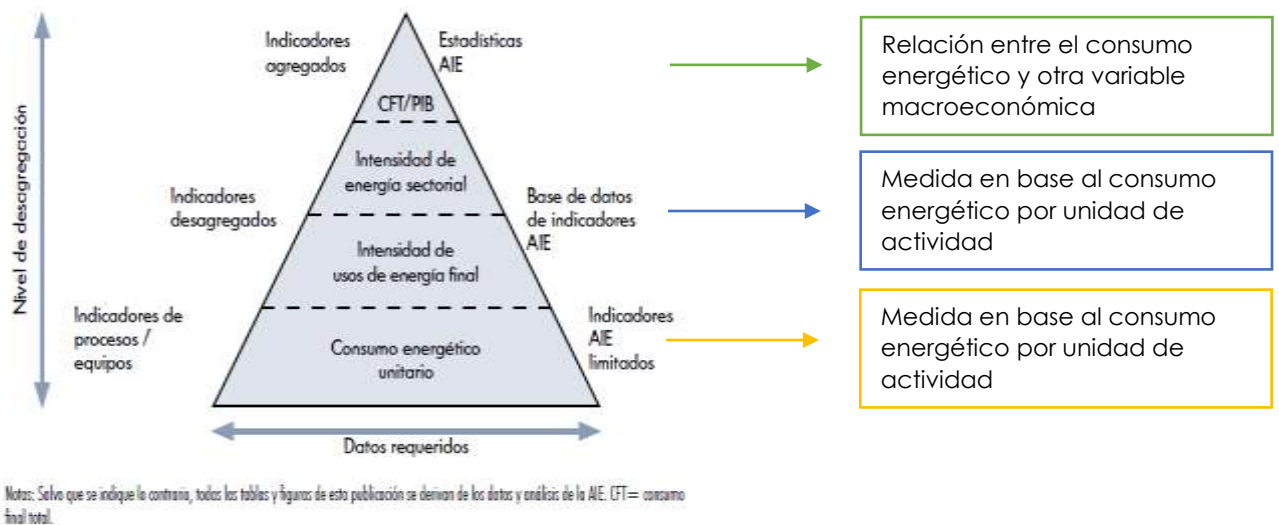 Nivel de desagregación
Indicadores
agregados
Estadísticas
AIE
CFT/PIB
Intensidad de
energía sectorial
Indicadores
desagregados
Base de datos
de indicadores
AIE
Intensidad de
usos de energía final
Indicadores de
procesos /
equipos
Consumo energético
unitario
Indicadores
AIE
limitados
Datos requeridos
Relación entre el consumo
energético y otra variable
macroeconómica
Medida en base al consumo
energético por unidad de
actividad
Medida en base al consumo
energético por unidad de
actividad
Notas: Salvo que se indique lo contrario, todas las tablas y figuras de esta publicación se derivan de los datos y análisis de la AIE. CFT= consumo
final total.